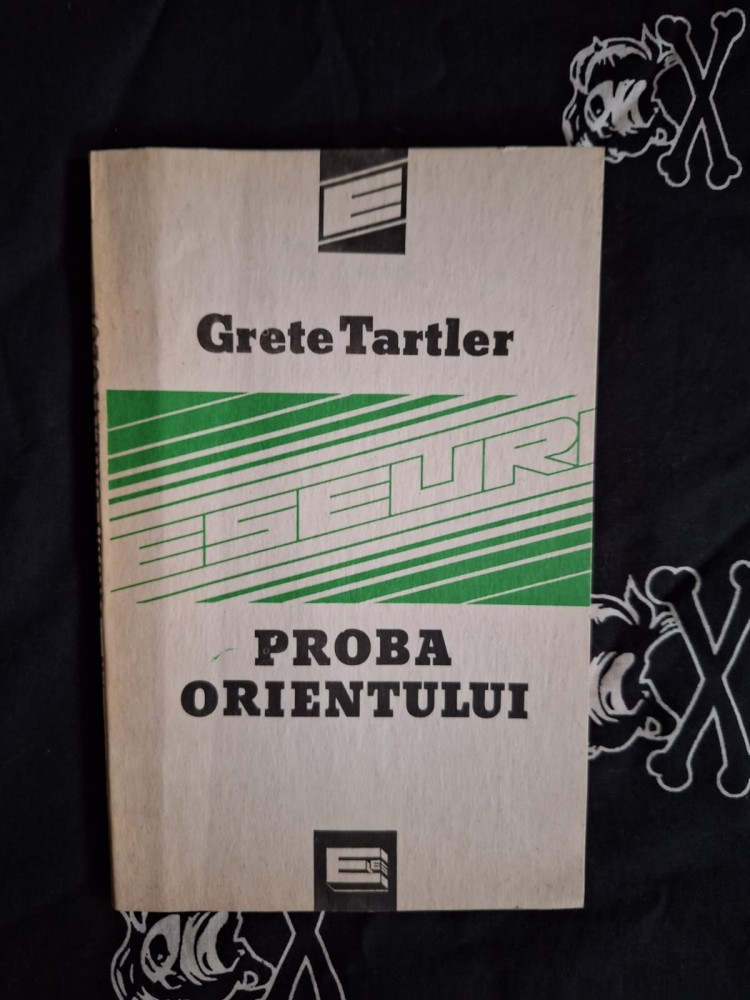 E
Grete Tartler
ESEURI
PROBA
ORIENTULUI
E